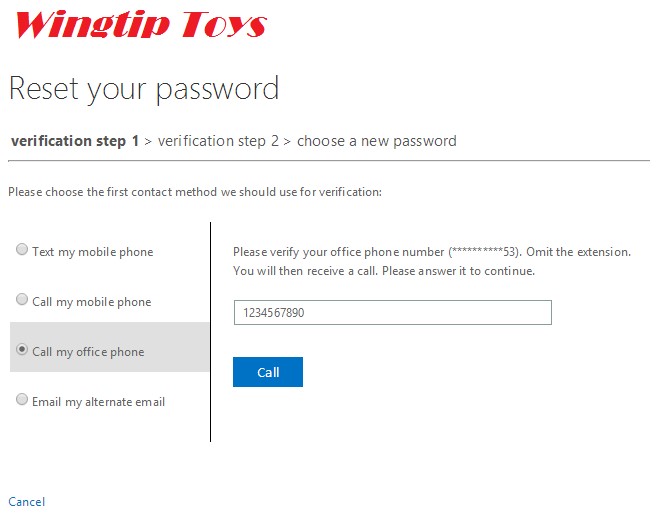 Wingtip Toys
Reset your password
verification step 1 > verification step 2 > choose a new password
Please choose the first contact method we should use for verification:
Text my mobile phone
Call my mobile phone
Call my office phone
Email my alternate email
Please verify your office phone number (**********53). Omit the extension.
You will then receive a call. Please answer it to continue.
1234567890
Call
Cancel